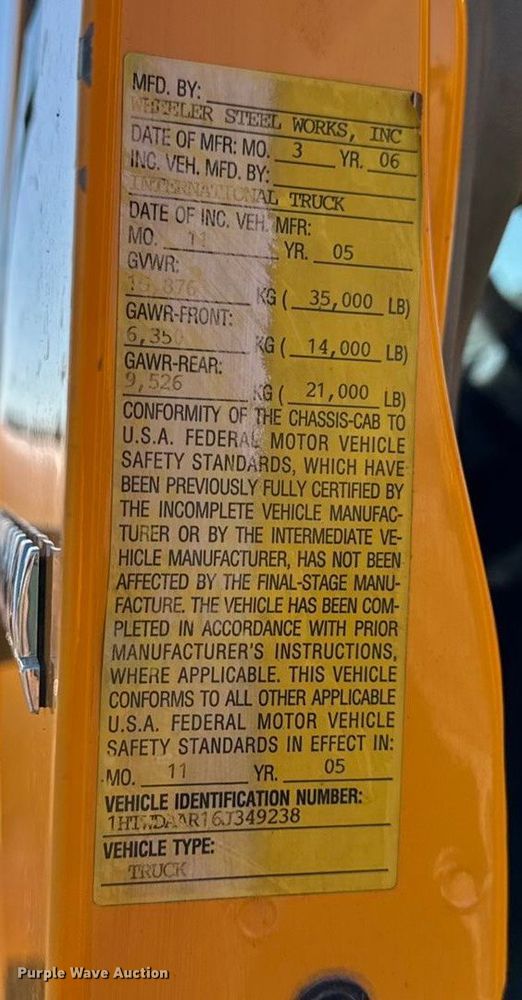 MFD. BY:
WHEELER STEEL WORKS, INC
DATE OF MFR: MO. 3 YR. 06
INC. VEH. MFD. BY:
INTERNATIONAL TRUCK
DATE OF INC. VEH. MFR:
MO. 11 YR. 05
GVWR:
15,876 KG ( 35,000 LB)
GAWR-FRONT:
6,350 KG ( 14,000 LB)
GAWR-REAR:
9,526 KG ( 21,000 LB)
CONFORMITY OF THE CHASSIS-CAB TO
U.S.A. FEDERAL MOTOR VEHICLE
SAFETY STANDARDS, WHICH HAVE
BEEN PREVIOUSLY FULLY CERTIFIED BY
THE INCOMPLETE VEHICLE MANUFAC-
TURER OR BY THE INTERMEDIATE VE-
HICLE MANUFACTURER, HAS NOT BEEN
AFFECTED BY THE FINAL-STAGE MANU-
FACTURE. THE VEHICLE HAS BEEN COM-
PLETED IN ACCORDANCE WITH PRIOR
MANUFACTURER'S INSTRUCTIONS,
WHERE APPLICABLE. THIS VEHICLE
CONFORMS TO ALL OTHER APPLICABLE
U.S.A. FEDERAL MOTOR VEHICLE
SAFETY STANDARDS IN EFFECT IN:
MO. 11 YR. 05
VEHICLE IDENTIFICATION NUMBER:
1HTWDAAR16J349238
VEHICLE TYPE:
TRUCK
Purple Wave Auction